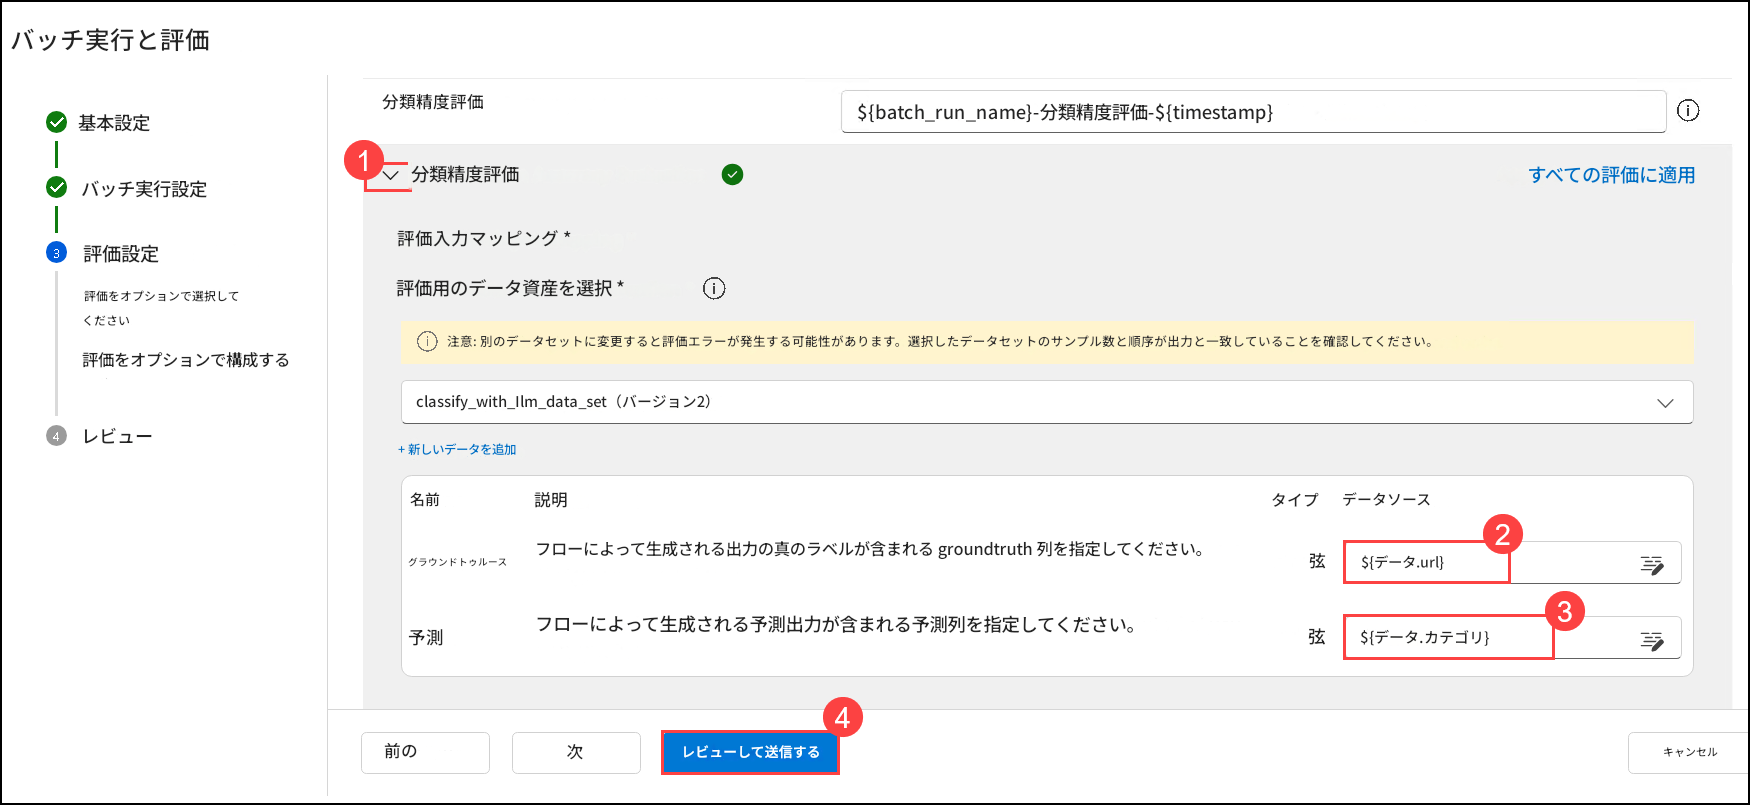 バッチ実行と評価
基本設定
バッチ実行設定
3 評価設定
評価をオプションで選択して
ください
評価をオプションで構成する
4 レビュー
分類精度評価
${batch_run_name}-分類精度評価-${timestamp}
1
分類精度評価
すべての評価に適用
評価入力マッピング *
評価用のデータ資産を選択 *
注意: 別のデータセットに変更すると評価エラーが発生する可能性があります。選択したデータセットのサンプル数と順序が出力と一致していることを確認してください。
classify_with_Ilm_data_set（バージョン2）
+ 新しいデータを追加
名前 説明 タイプ データソース
グラウンドトゥルース フローによって生成される出力の真のラベルが含まれる groundtruth 列を指定してください。 弦 ${データ.url} 2
予測 フローによって生成される予測出力が含まれる予測列を指定してください。 弦 ${データ.カテゴリ} 3
前の 次 レビューして送信する 4 キャンセル